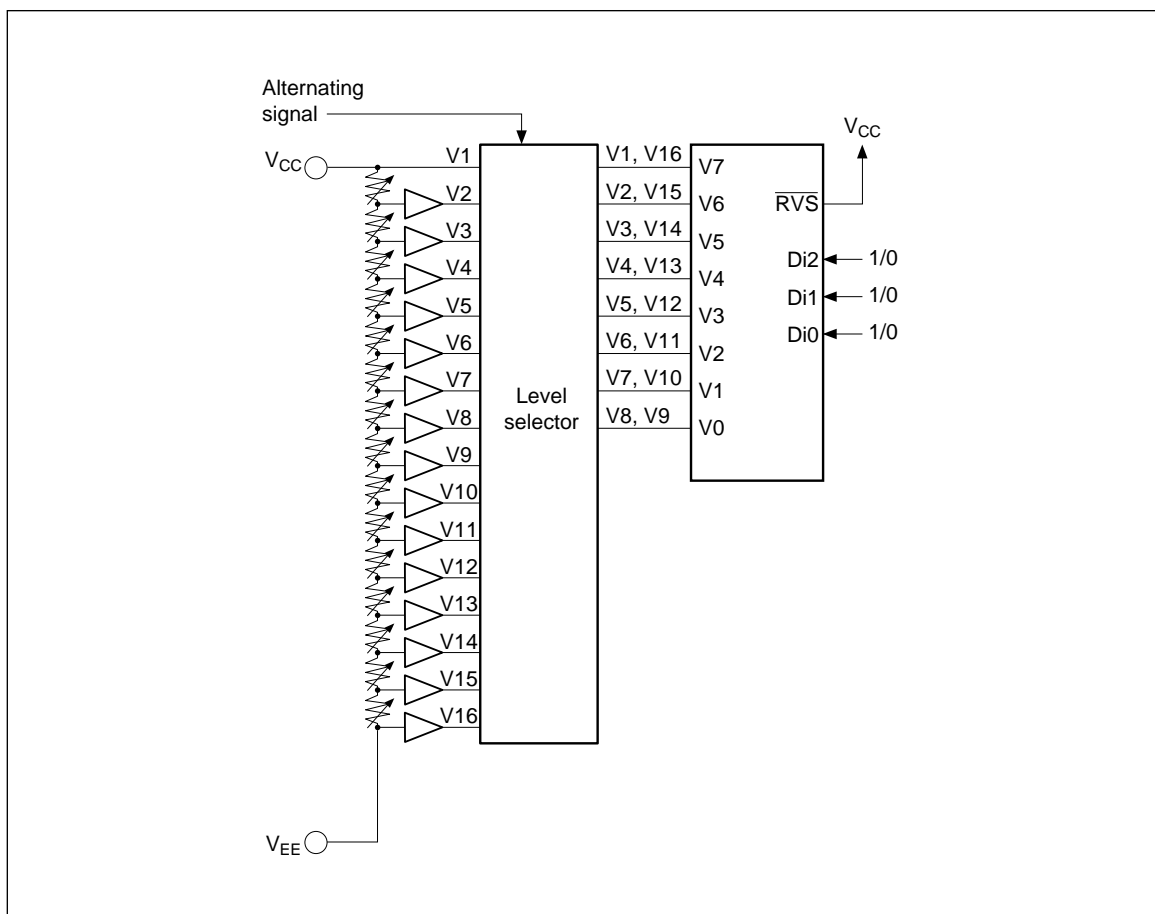 Alternating
signal
V_CC
V1
V2
V3
V4
V5
V6
V7
V8
V9
V10
V11
V12
V13
V14
V15
V16
V_EE
Level
selector
V1, V16
V2, V15
V3, V14
V4, V13
V5, V12
V6, V11
V7, V10
V8, V9
V7
V6
V5
V4
V3
V2
V1
V0
V_CC
R̅V̅S̅
Di2
1/0
Di1
1/0
Di0
1/0